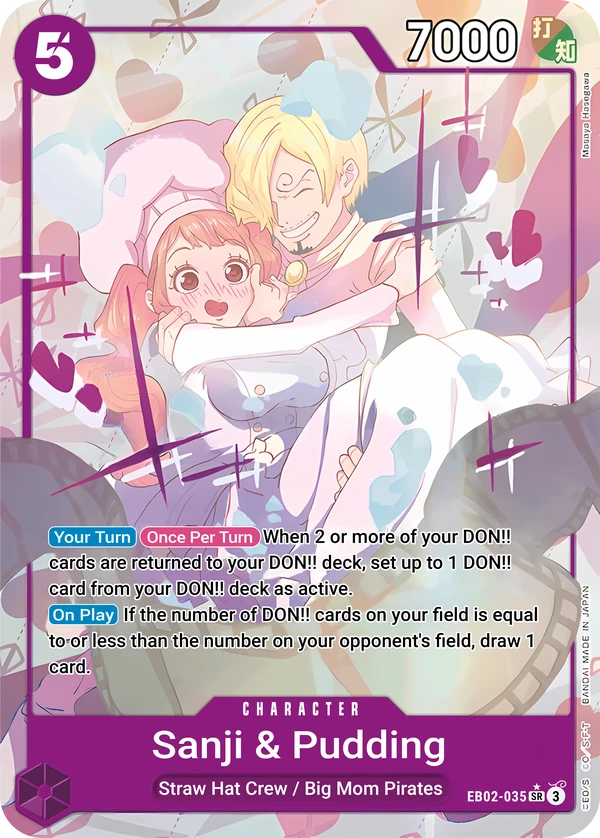 5
7000
打
知
Masaya Hasegawa
Your Turn Once Per Turn When 2 or more of your DON!!
cards are returned to your DON!! deck, set up to 1 DON!!
card from your DON!! deck as active.
On Play If the number of DON!! cards on your field is equal
to or less than the number on your opponent's field, draw 1
card.
BANDAI MADE IN JAPAN
CHARACTER
Sanji & Pudding
Straw Hat Crew / Big Mom Pirates
EB02-035 SR 3